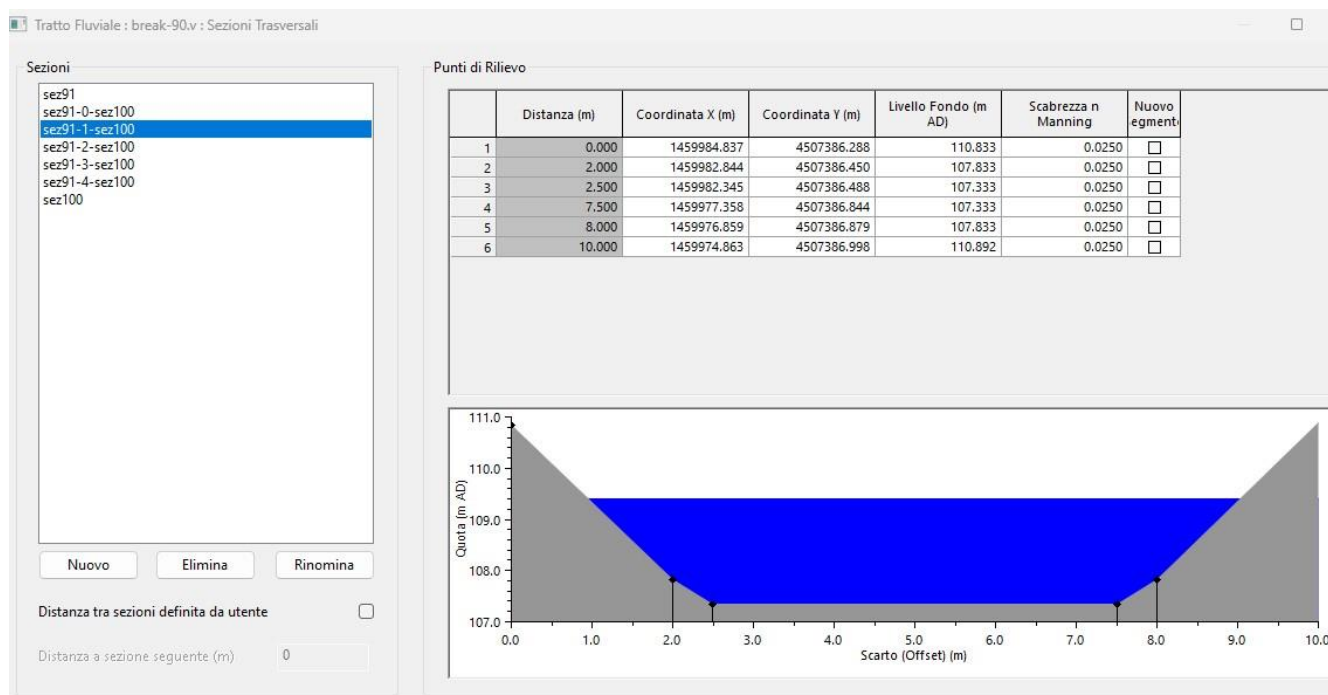 Tratto Fluviale : break-90.v : Sezioni Trasversali
Sezioni
sez91
sez91-0-sez100
sez91-1-sez100
sez91-2-sez100
sez91-3-sez100
sez91-4-sez100
sez100
Nuovo Elimina Rinomina
Distanza tra sezioni definita da utente
Distanza a sezione seguente (m) 0
Punti di Rilievo
Distanza (m) Coordinata X (m) Coordinata Y (m) Livello Fondo (m AD) Scabrezza n Manning Nuovo egmento
1 0.000 1459984.837 4507386.288 110.833 0.0250
2 2.000 1459982.844 4507386.450 107.833 0.0250
3 2.500 1459982.345 4507386.488 107.333 0.0250
4 7.500 1459977.358 4507386.844 107.333 0.0250
5 8.000 1459976.859 4507386.879 107.833 0.0250
6 10.000 1459974.863 4507386.998 110.892 0.0250
111.0
110.0
109.0
108.0
107.0
Quota (m AD)
0.0 1.0 2.0 3.0 4.0 5.0 6.0 7.0 8.0 9.0 10.0
Scarto (Offset) (m)